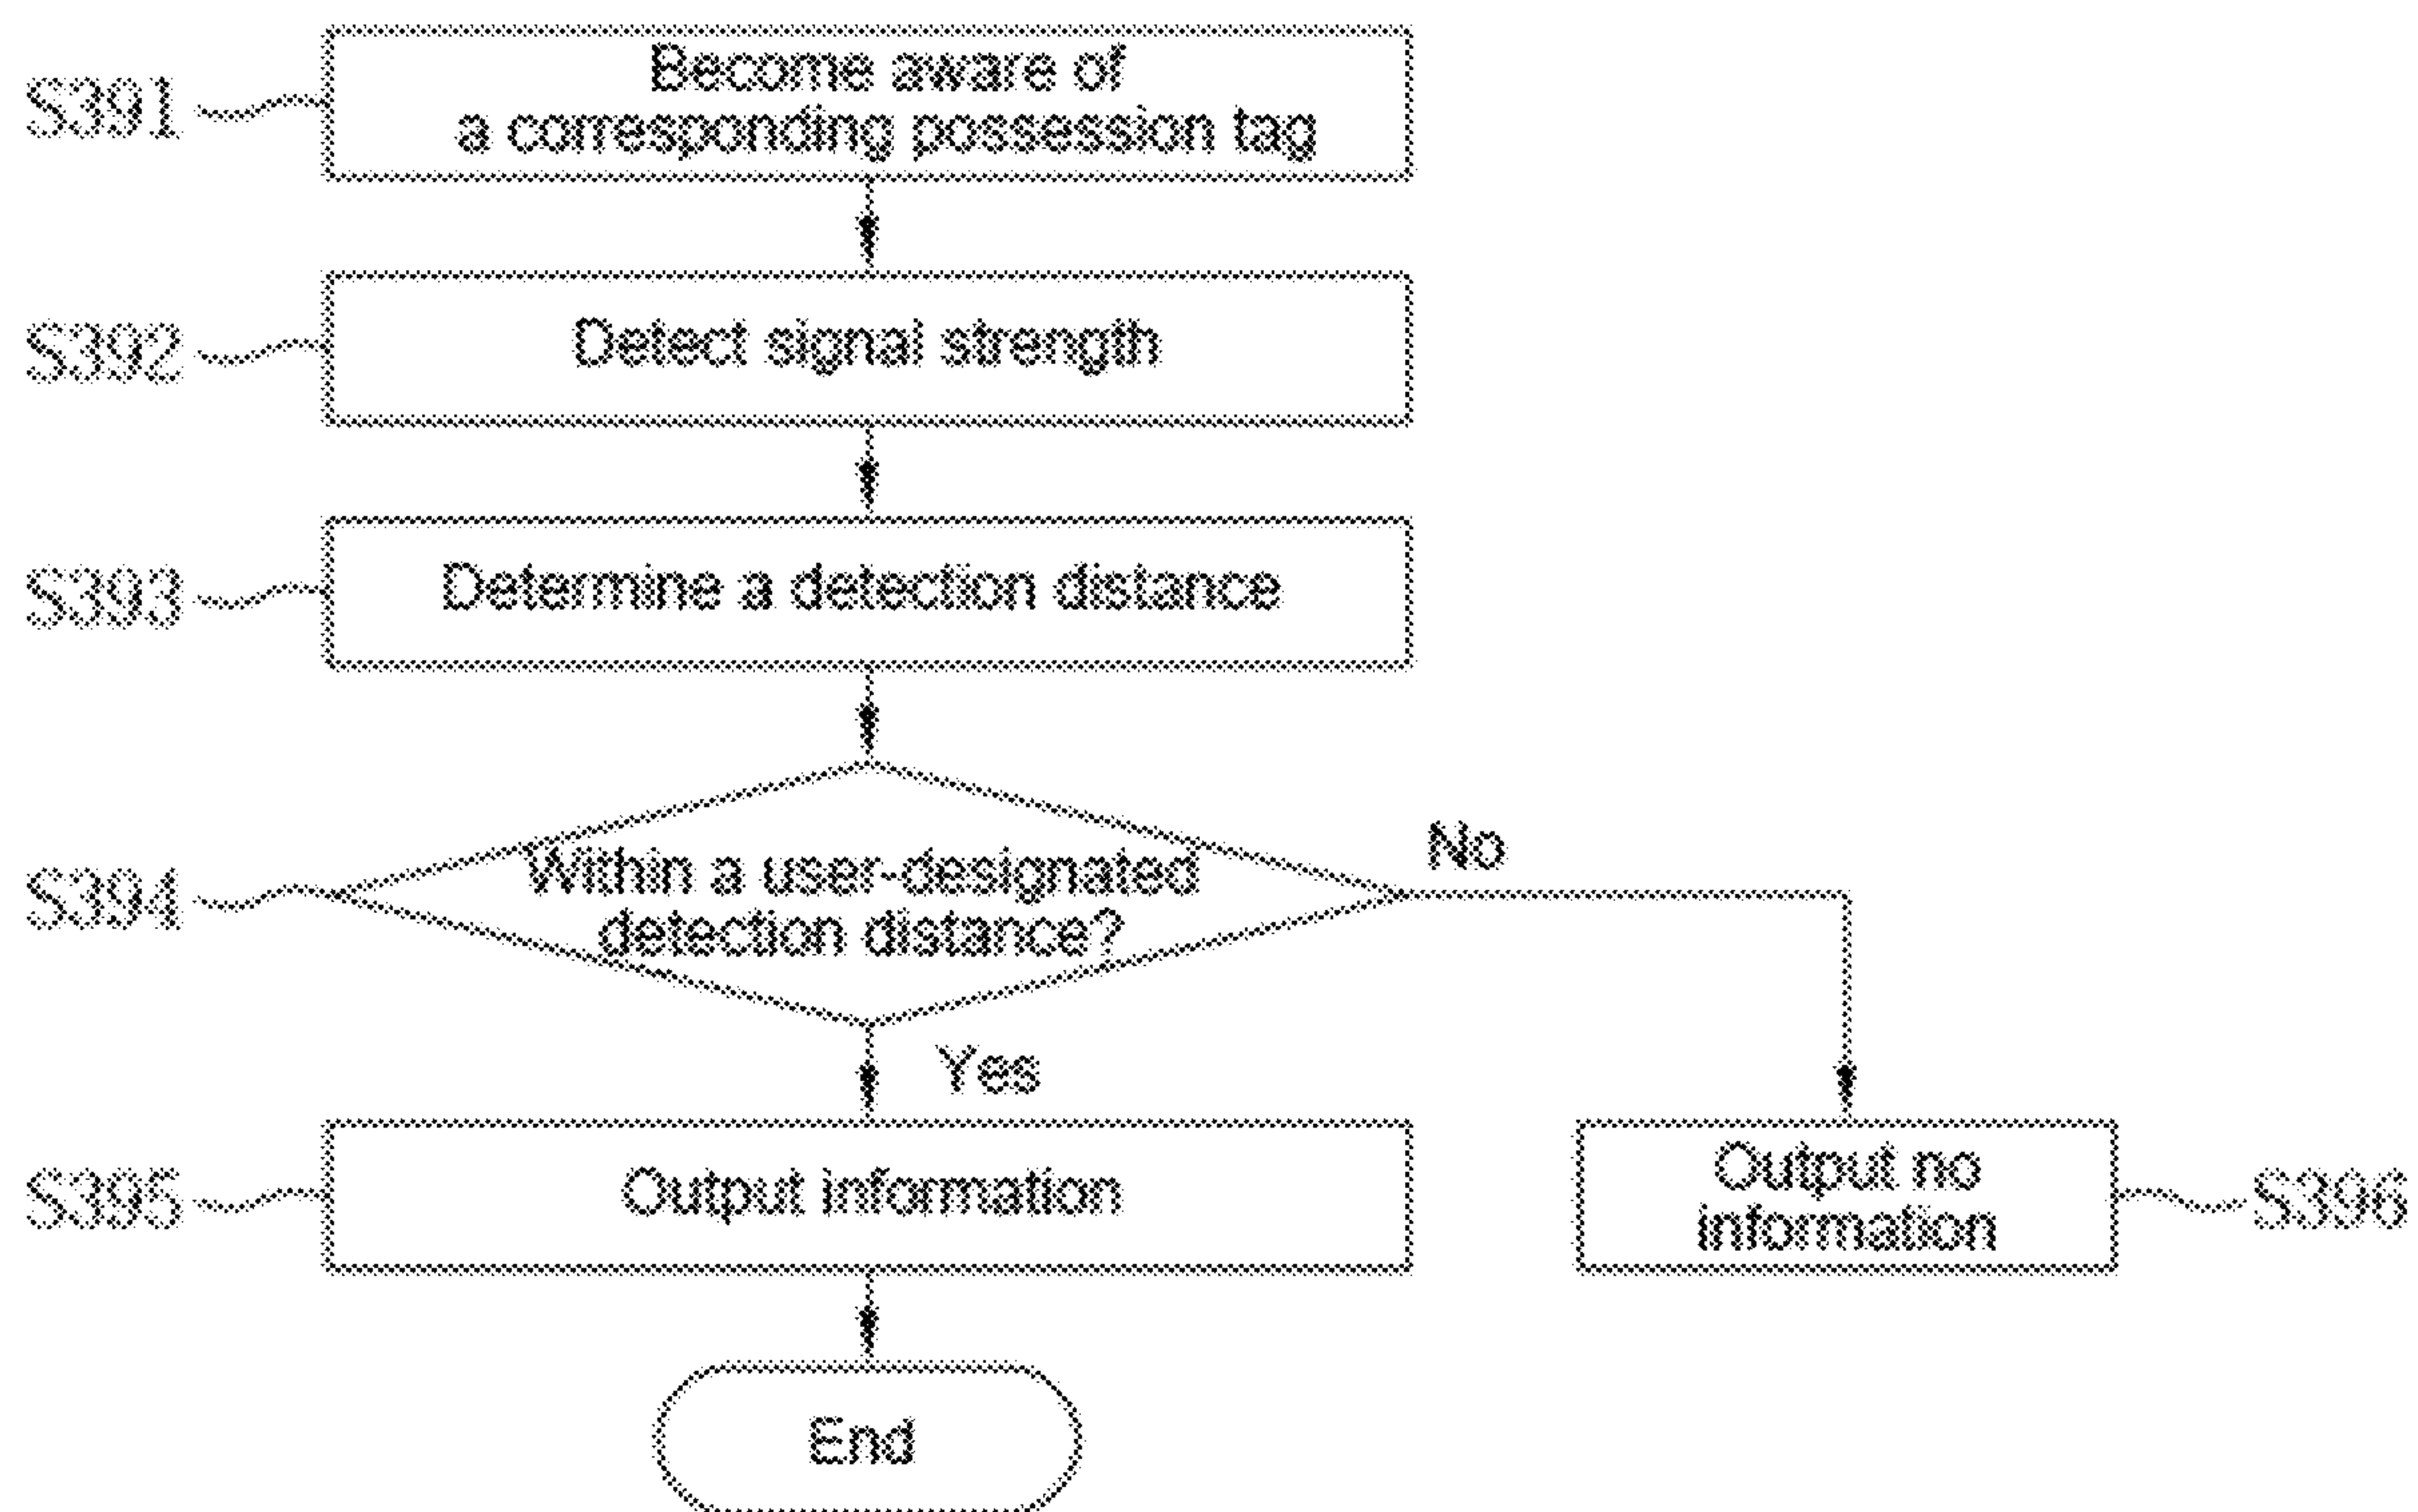 S391
Become aware of
a corresponding possession tag
S392
Detect signal strength
S393
Determine a detection distance
S394
Within a user-designated
detection distance?
No
Yes
S395
Output information
Output no
information
S396
End